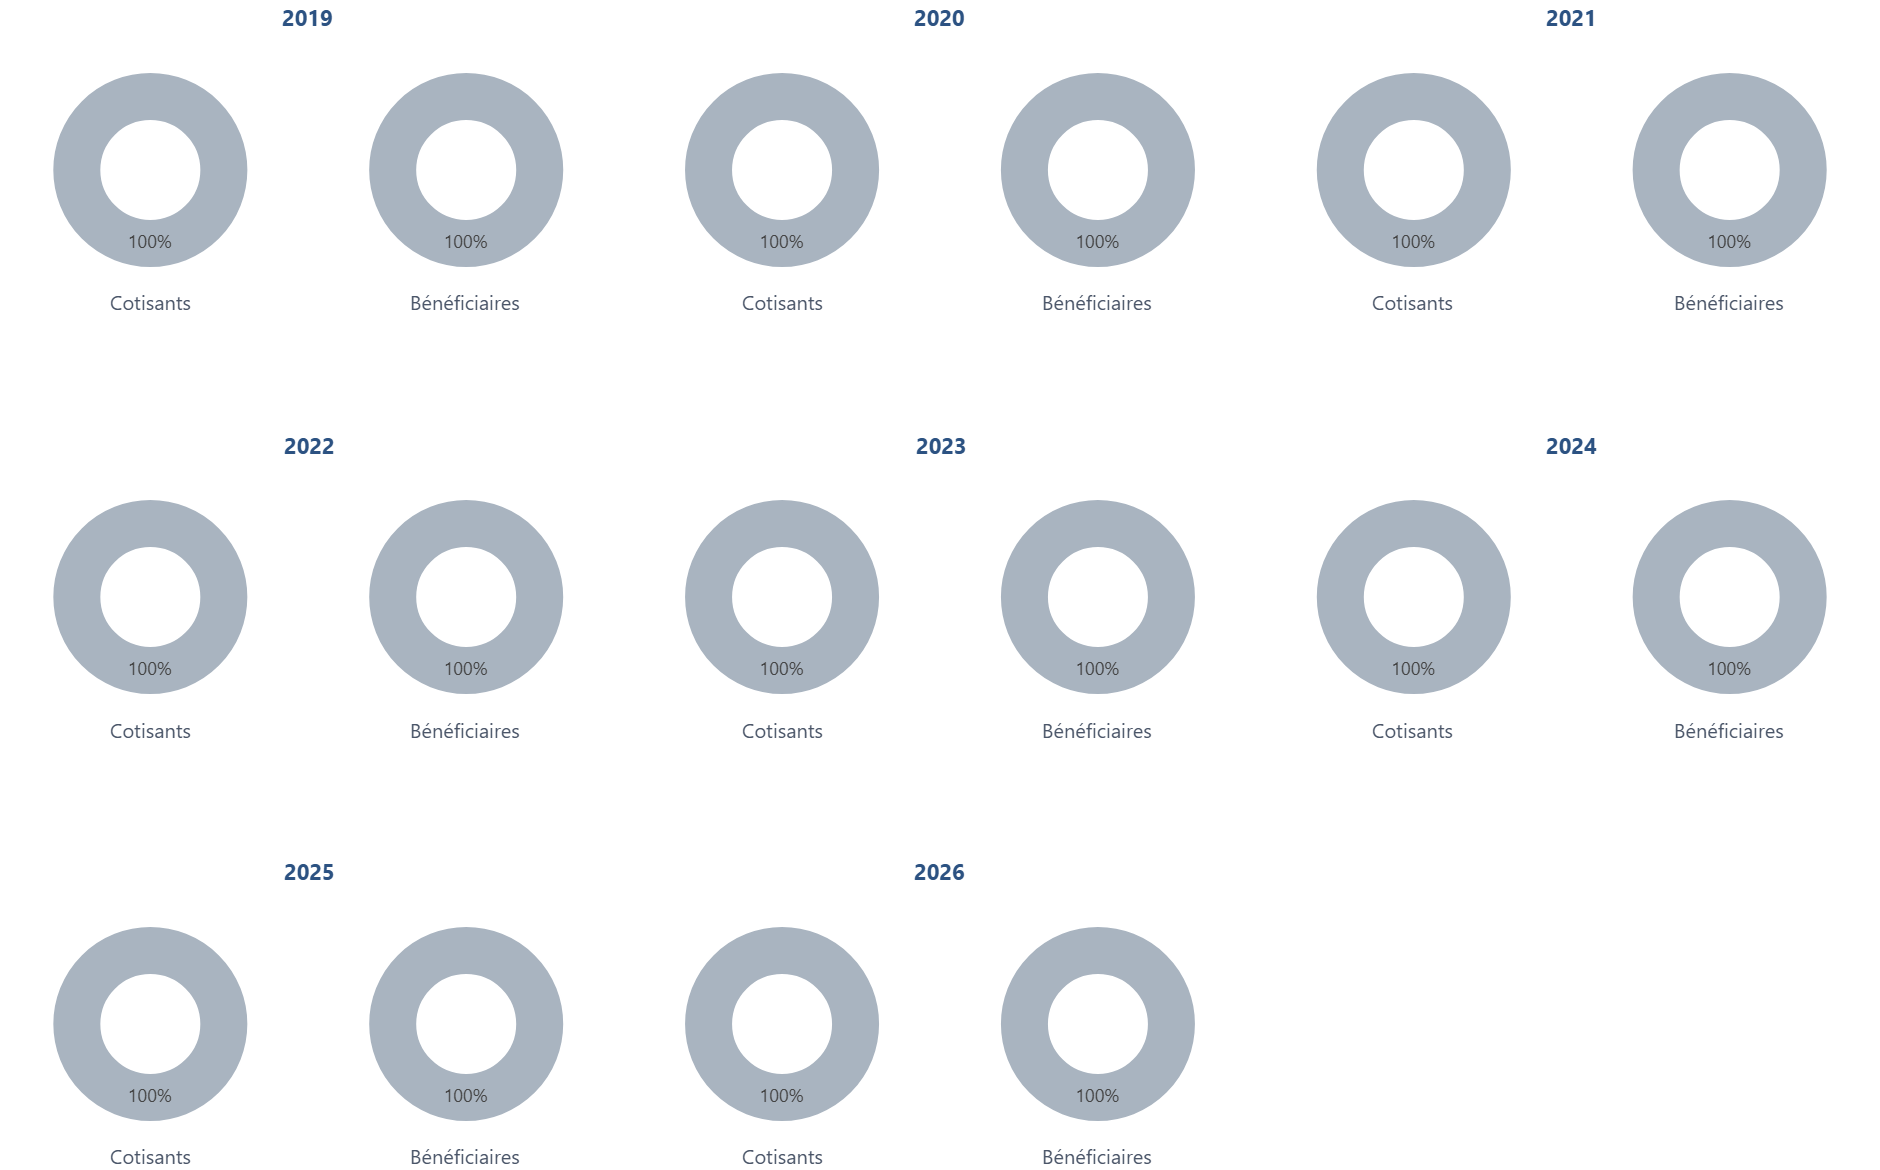 2019 2020 2021
100% 100% 100% 100% 100% 100%
Cotisants Bénéficiaires Cotisants Bénéficiaires Cotisants Bénéficiaires
2022 2023 2024
100% 100% 100% 100% 100% 100%
Cotisants Bénéficiaires Cotisants Bénéficiaires Cotisants Bénéficiaires
2025 2026
100% 100% 100% 100%
Cotisants Bénéficiaires Cotisants Bénéficiaires